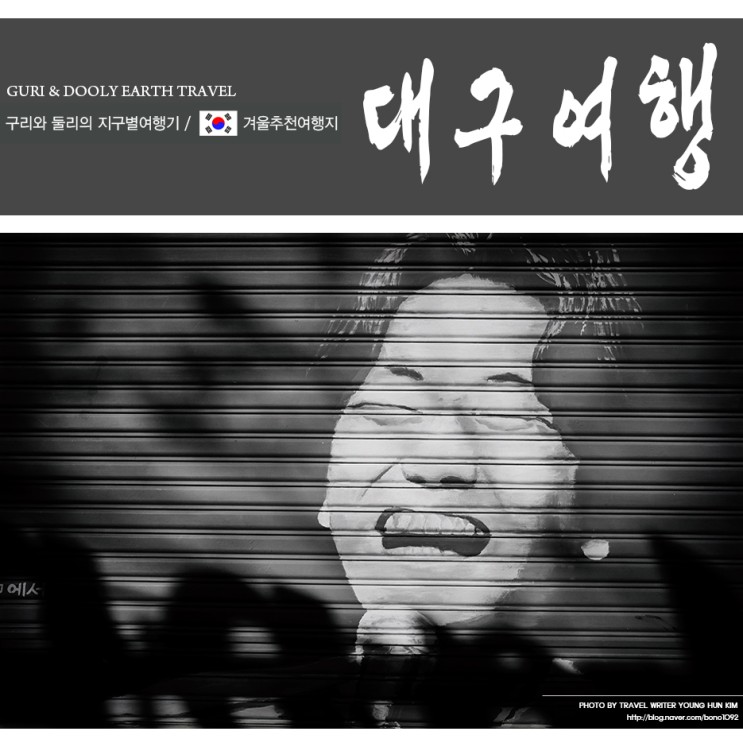 GURI & DOOLY EARTH TRAVEL
구리와 둘리의 지구별여행기 / 겨울추천여행지
대구여행
에서
PHOTO BY TRAVEL WRITER YOUNG HUN KIM
http://blog.naver.com/bono1092